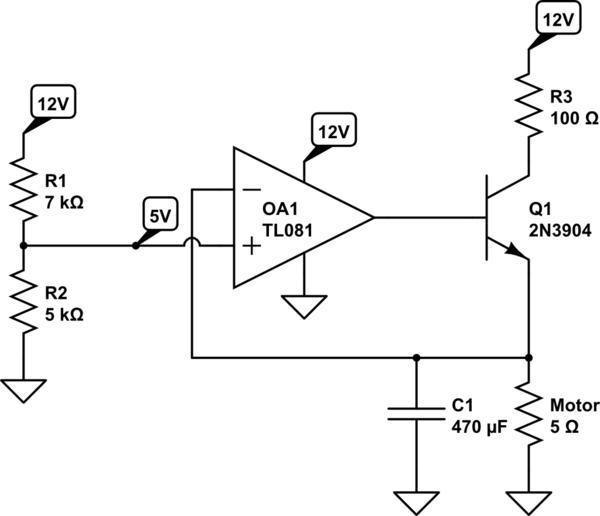 12V
R3
100 Ω
12V
R1
7 kΩ
12V
OA1
TL081
−
+
5V
Q1
2N3904
R2
5 kΩ
C1
470 µF
Motor
5 Ω